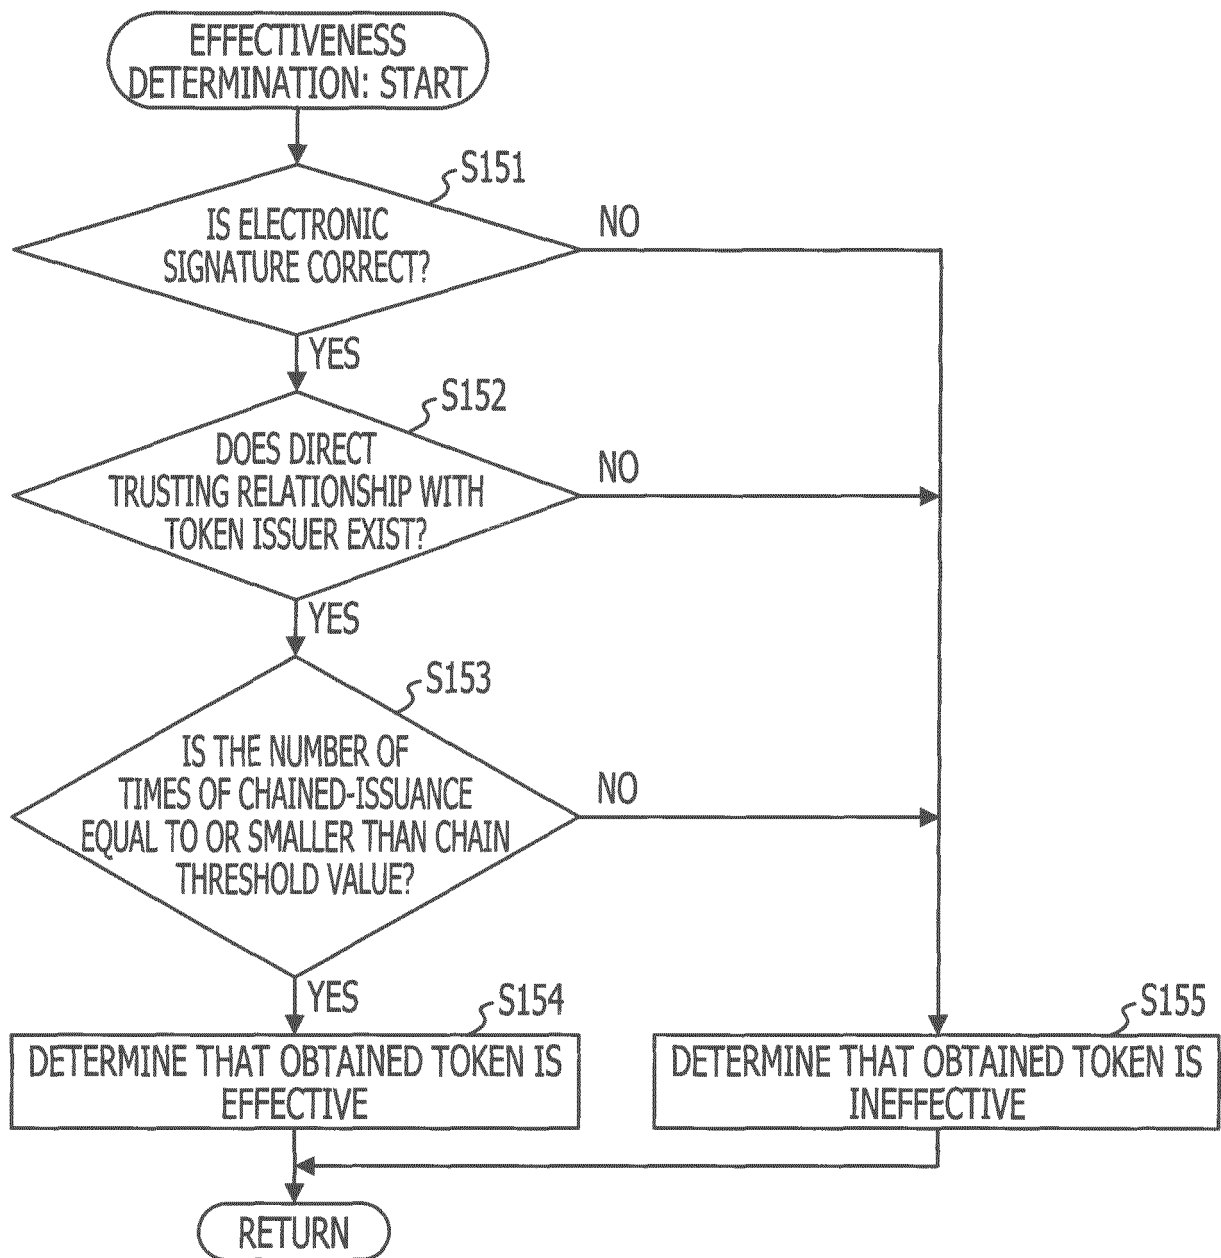 EFFECTIVENESS
DETERMINATION: START
S151
IS ELECTRONIC
SIGNATURE CORRECT?
NO
YES
S152
DOES DIRECT
TRUSTING RELATIONSHIP WITH
TOKEN ISSUER EXIST?
NO
YES
S153
IS THE NUMBER OF
TIMES OF CHAINED-ISSUANCE
EQUAL TO OR SMALLER THAN CHAIN
THRESHOLD VALUE?
NO
YES
S154
DETERMINE THAT OBTAINED TOKEN IS
EFFECTIVE
S155
DETERMINE THAT OBTAINED TOKEN IS
INEFFECTIVE
RETURN